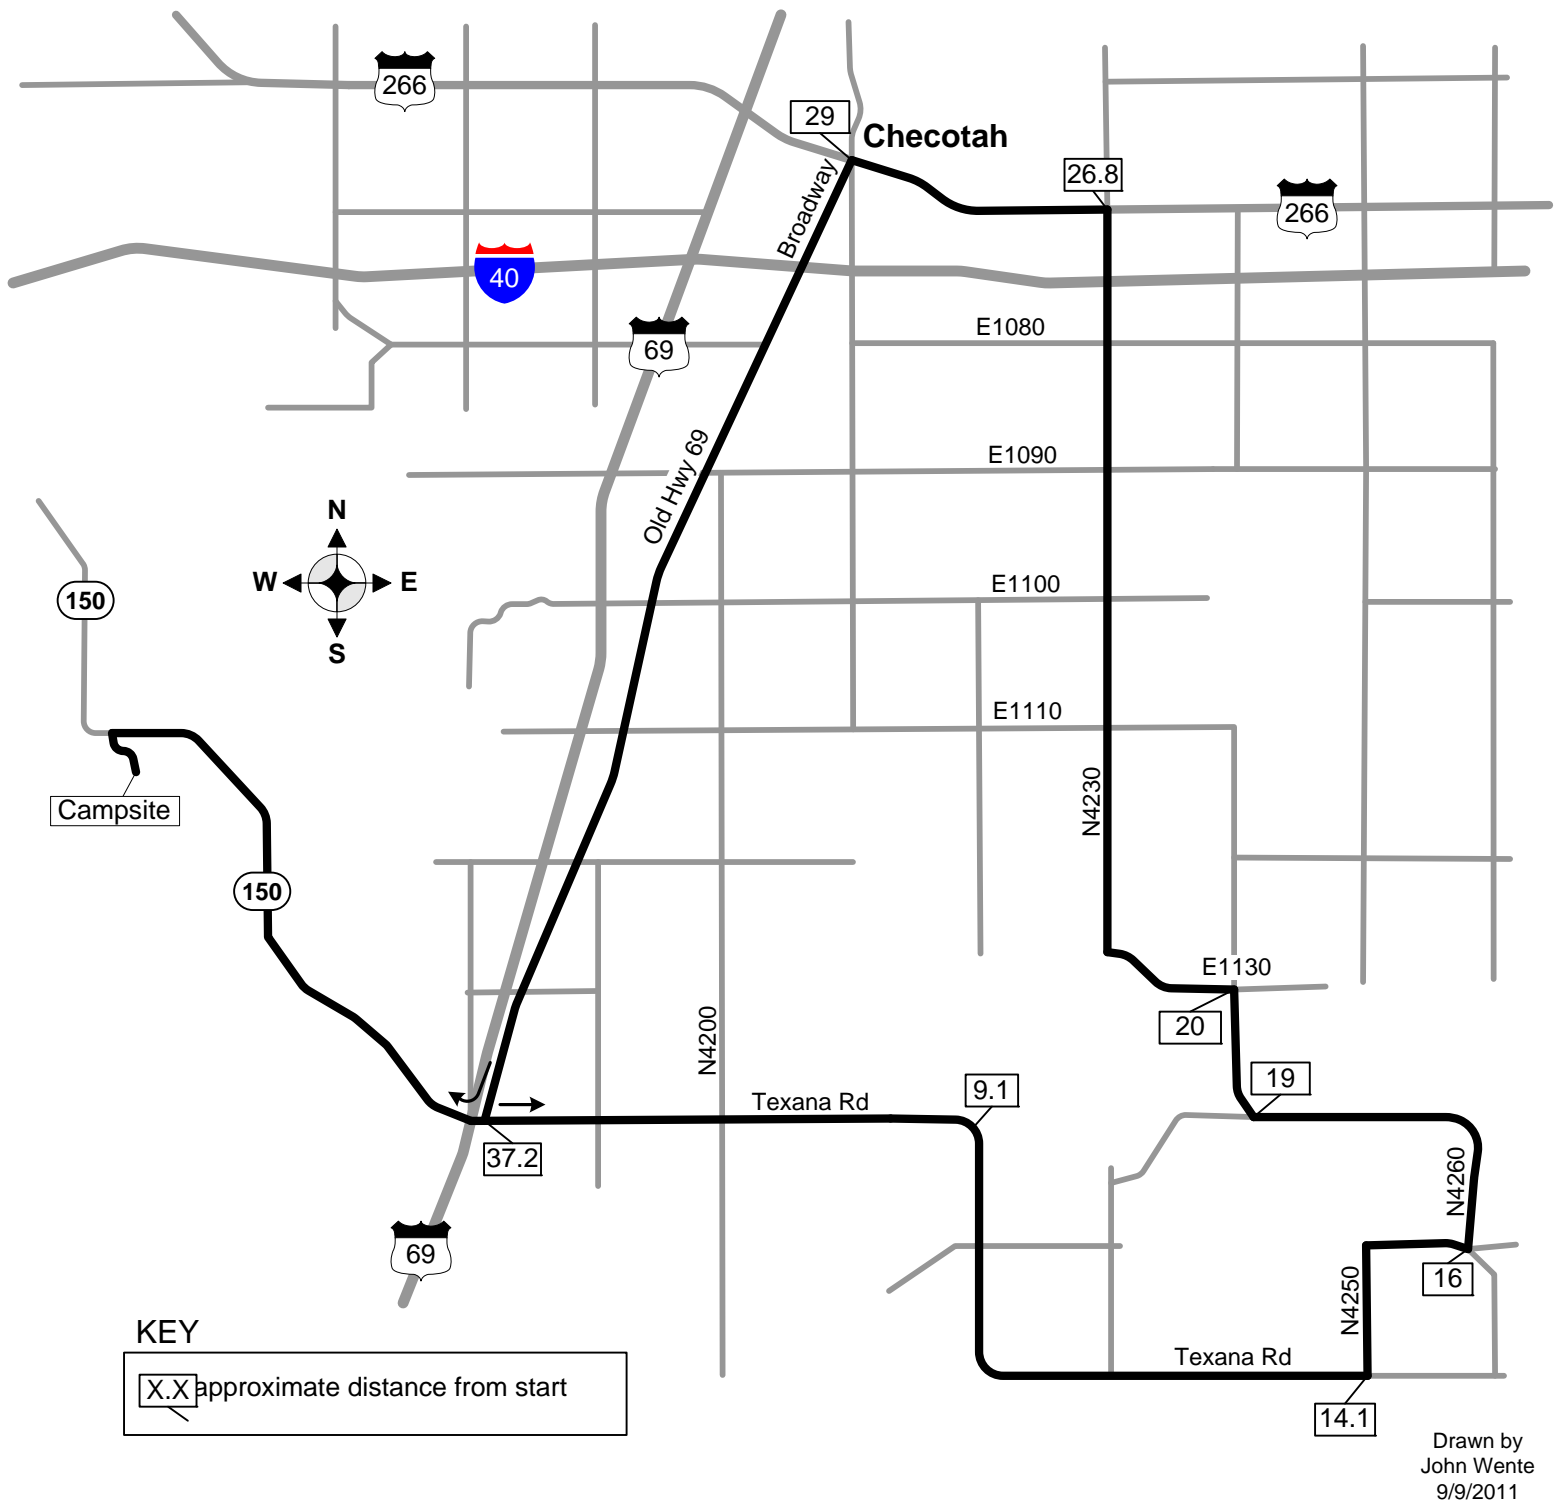 266
29
Checotah
26.8
266
Broadway
40
E1080
69
Old Hwy 69
E1090
N
W
E
S
150
E1100
E1110
N4230
Campsite
150
E1130
20
N4200
19
9.1
Texana Rd
37.2
N4260
69
16
N4250
KEY
Texana Rd
X.X approximate distance from start
14.1
Drawn by
John Wente
9/9/2011